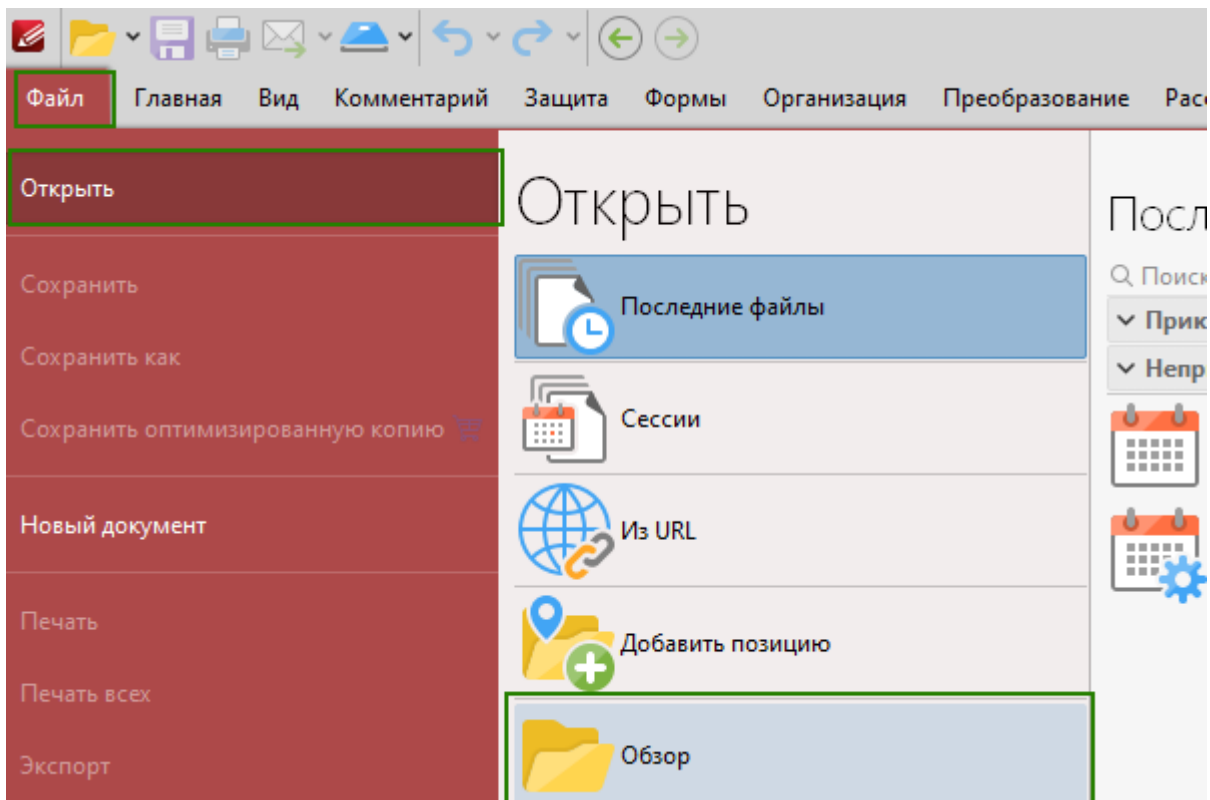 Файл Главная Вид Комментарий Защита Формы Организация Преобразование
Открыть
Сохранить
Сохранить как
Сохранить оптимизированную копию
Новый документ
Печать
Печать всех
Экспорт
Открыть
Последние файлы
Сессии
Из URL
Добавить позицию
Обзор
Поиск